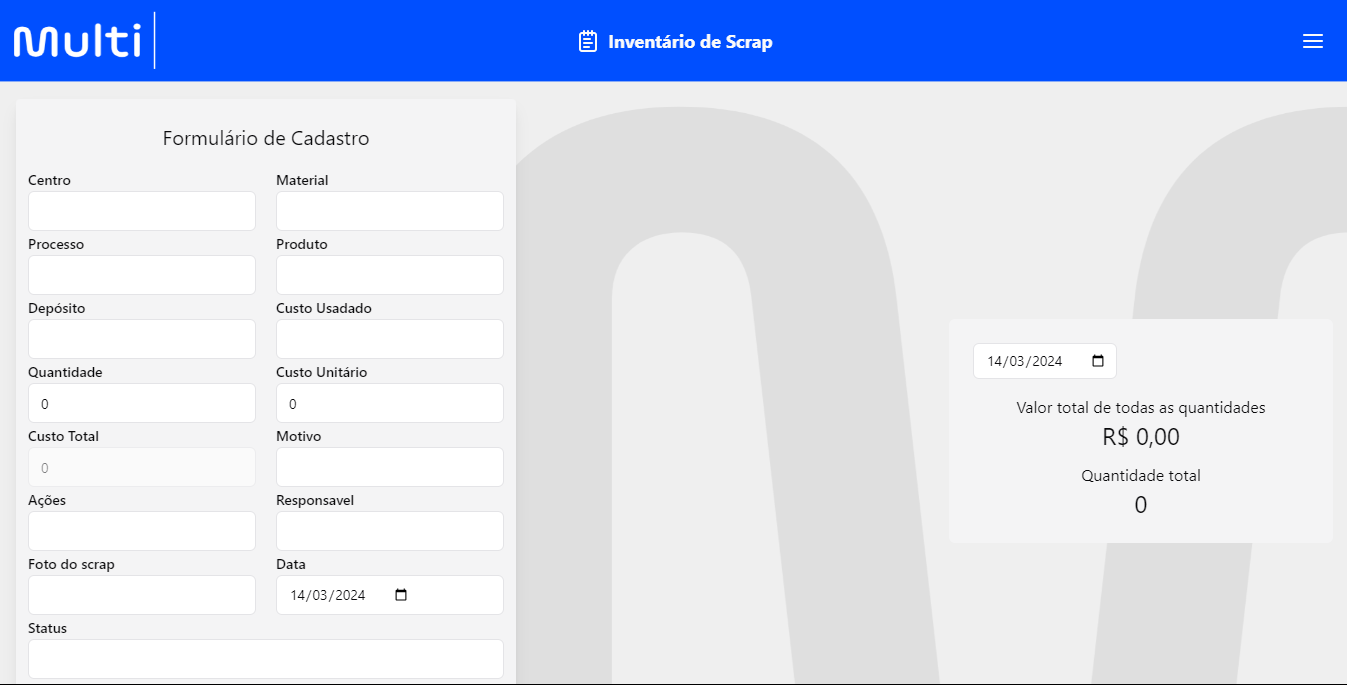 Multi
Inventário de Scrap
Formulário de Cadastro
Centro
Material
Processo
Produto
Depósito
Custo Usadado
Quantidade
Custo Unitário
0
0
Custo Total
Motivo
0
Ações
Responsavel
Foto do scrap
Data
14/03/2024
Status
14/03/2024
Valor total de todas as quantidades
R$ 0,00
Quantidade total
0